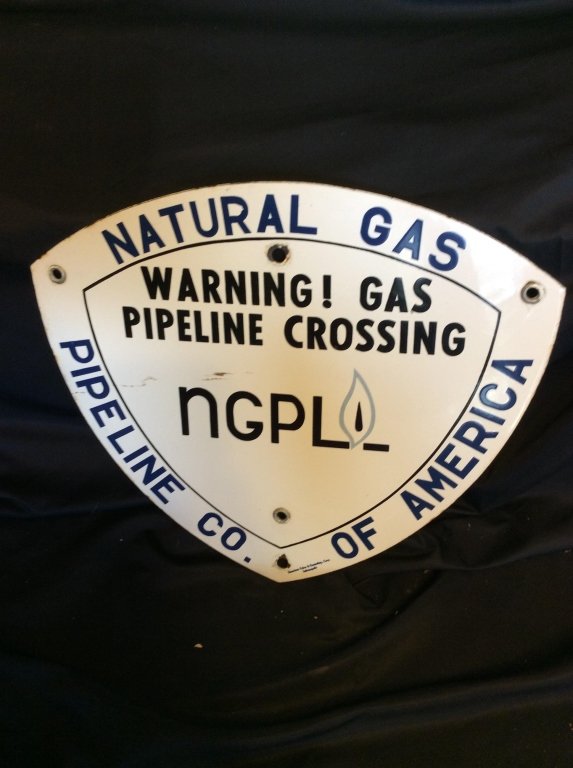 NATURAL GAS
PIPELINE CO.
OF AMERICA
WARNING! GAS
PIPELINE CROSSING
nGPL